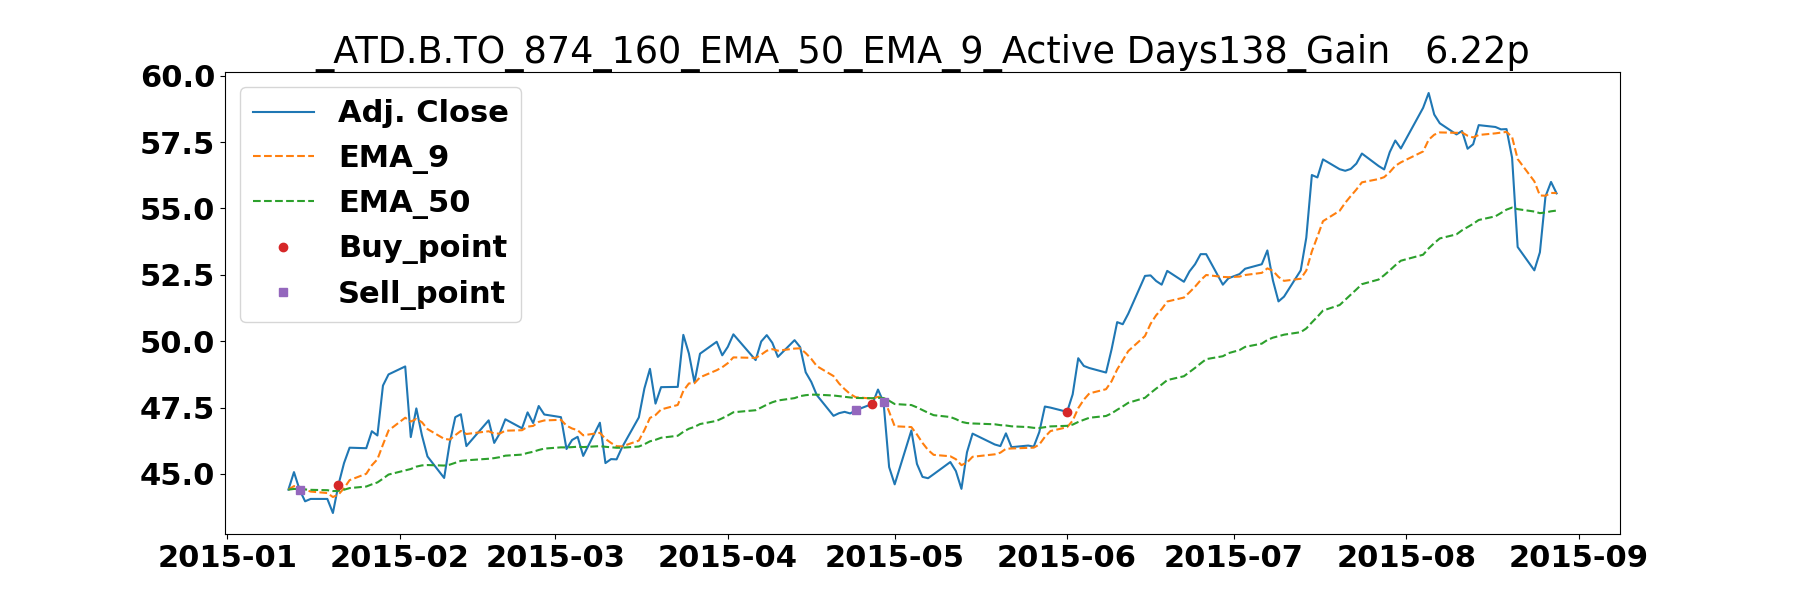 _ATD.B.TO_874_160_EMA_50_EMA_9_Active Days138_Gain   6.22p
60.0
57.5
55.0
52.5
50.0
47.5
45.0
Adj. Close
EMA_9
EMA_50
Buy_point
Sell_point
2015-01 2015-02 2015-03 2015-04 2015-05 2015-06 2015-07 2015-08 2015-09